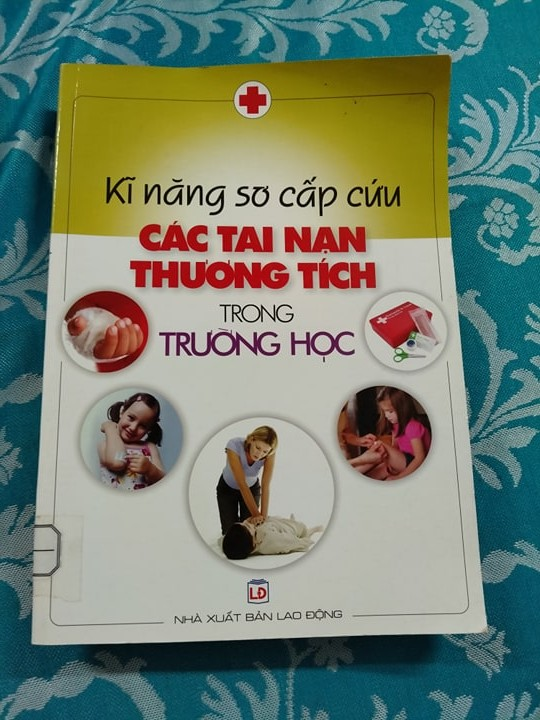 Kĩ năng sơ cấp cứu
CÁC TAI NẠN
THƯƠNG TÍCH
TRONG
TRƯỜNG HỌC
LĐ
NHÀ XUẤT BẢN LAO ĐỘNG